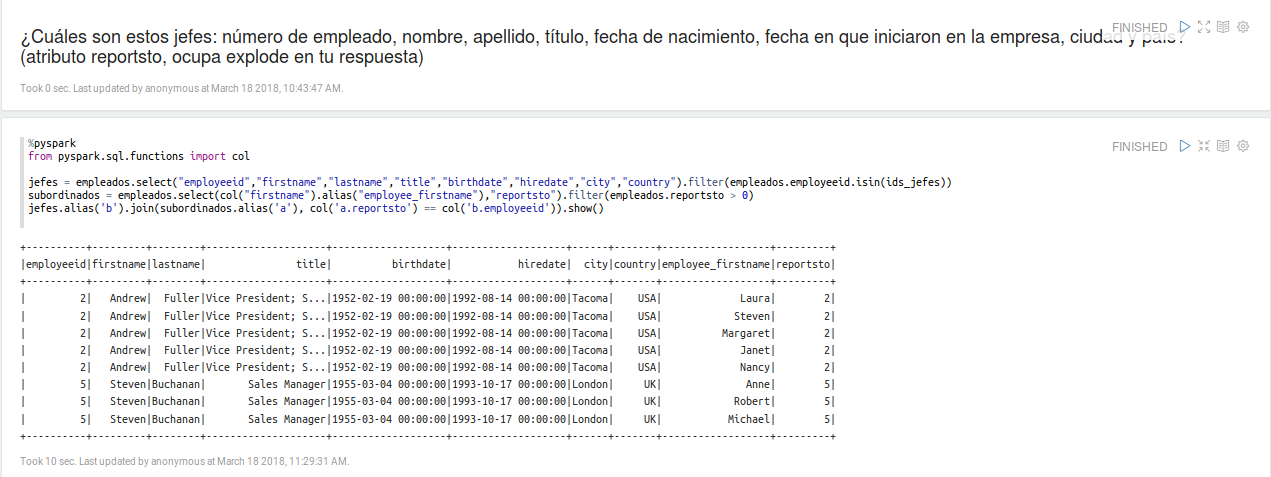 ¿Cuáles son estos jefes: número de empleado, nombre, apellido, título, fecha de nacimiento, fecha en que iniciaron en la empresa, ciudad y país?
FINISHED
(atributo reportsto, ocupa explode en tu respuesta)
Took 0 sec. Last updated by anonymous at March 18 2018, 10:43:47 AM.
%pyspark
FINISHED
from pyspark.sql.functions import col
jefes = empleados.select("employeeid","firstname","lastname","title","birthdate","hiredate","city","country").filter(empleados.employeeid.isin(ids_jefes))
subordinados = empleados.select(col("firstname").alias("employee_firstname"),"reportsto").filter(empleados.reportsto > 0)
jefes.alias('b').join(subordinados.alias('a'), col('a.reportsto') == col('b.employeeid')).show()
+----------+---------+--------+--------------------+-------------------+-------------------+------+-------+------------------+---------+
|employeeid|firstname|lastname|               title|          birthdate|           hiredate|  city|country|employee_firstname|reportsto|
+----------+---------+--------+--------------------+-------------------+-------------------+------+-------+------------------+---------+
|         2|   Andrew|  Fuller|Vice President; S...|1952-02-19 00:00:00|1992-08-14 00:00:00|Tacoma|    USA|             Laura|        2|
|         2|   Andrew|  Fuller|Vice President; S...|1952-02-19 00:00:00|1992-08-14 00:00:00|Tacoma|    USA|            Steven|        2|
|         2|   Andrew|  Fuller|Vice President; S...|1952-02-19 00:00:00|1992-08-14 00:00:00|Tacoma|    USA|          Margaret|        2|
|         2|   Andrew|  Fuller|Vice President; S...|1952-02-19 00:00:00|1992-08-14 00:00:00|Tacoma|    USA|             Janet|        2|
|         2|   Andrew|  Fuller|Vice President; S...|1952-02-19 00:00:00|1992-08-14 00:00:00|Tacoma|    USA|             Nancy|        2|
|         5|   Steven|Buchanan|       Sales Manager|1955-03-04 00:00:00|1993-10-17 00:00:00|London|     UK|              Anne|        5|
|         5|   Steven|Buchanan|       Sales Manager|1955-03-04 00:00:00|1993-10-17 00:00:00|London|     UK|            Robert|        5|
|         5|   Steven|Buchanan|       Sales Manager|1955-03-04 00:00:00|1993-10-17 00:00:00|London|     UK|           Michael|        5|
+----------+---------+--------+--------------------+-------------------+-------------------+------+-------+------------------+---------+
Took 10 sec. Last updated by anonymous at March 18 2018, 11:29:31 AM.